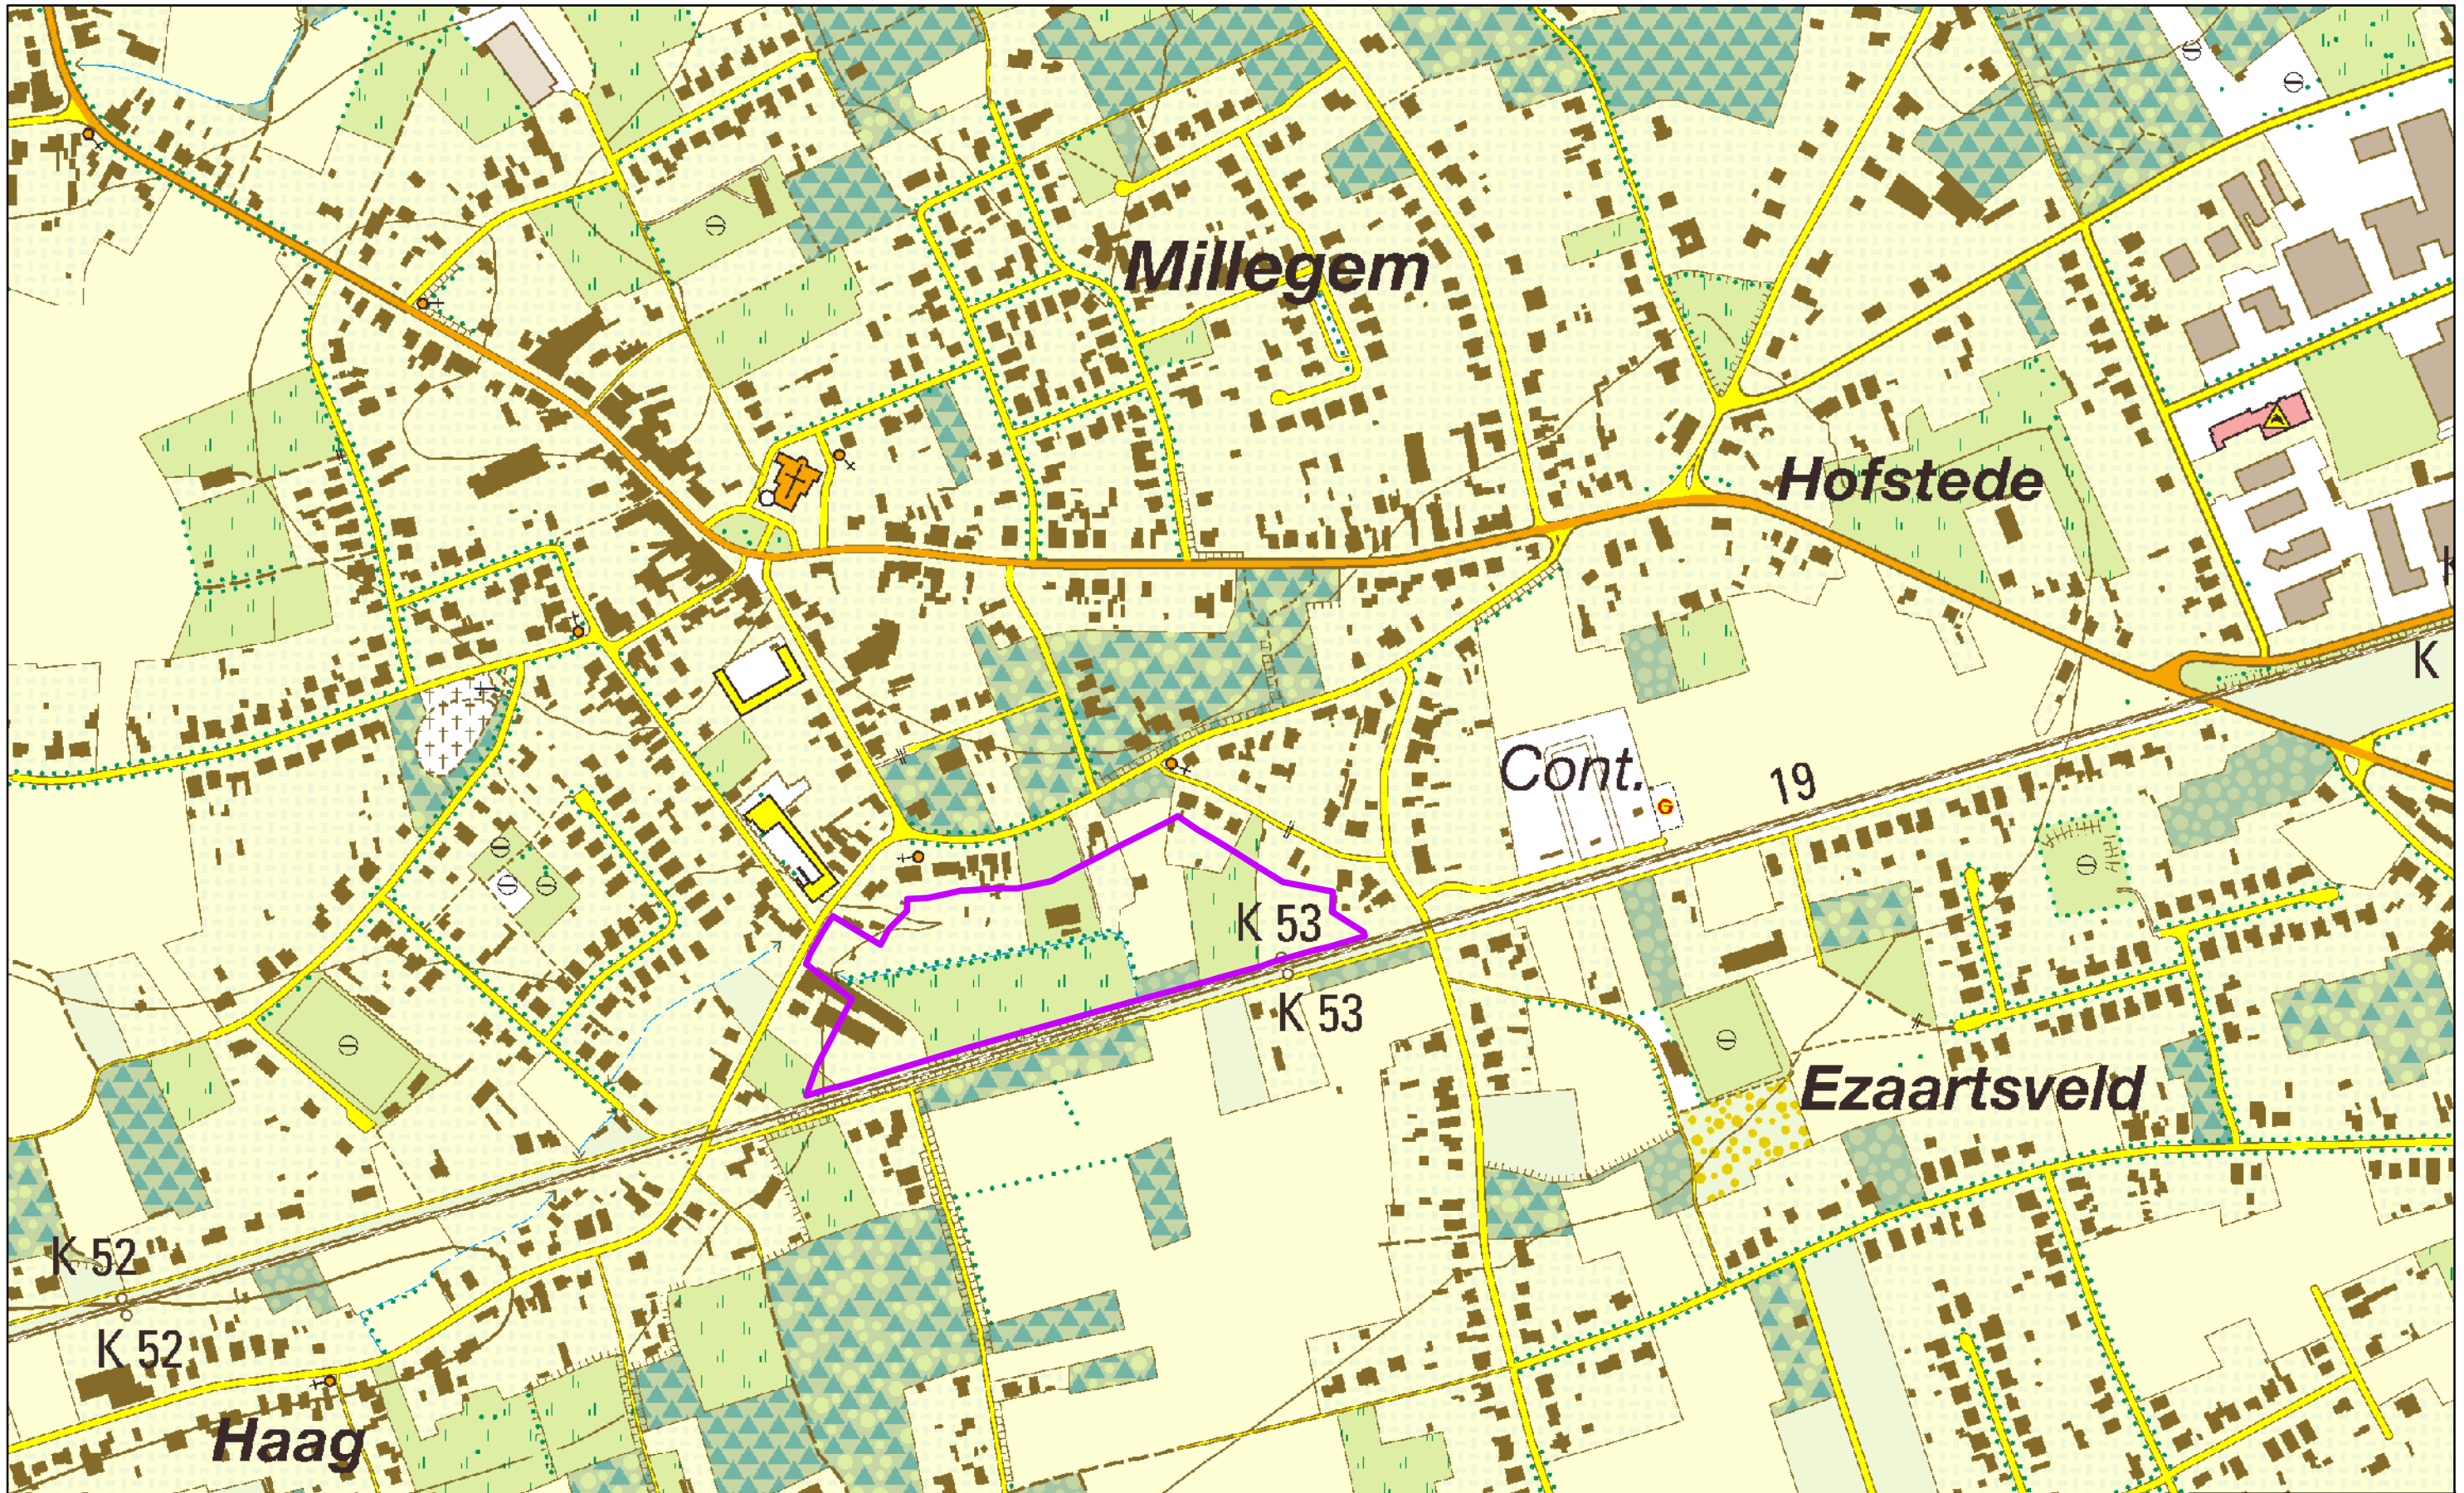 Millegem
Hofstede
K
K
Cont.
G
19
K 53
K 53
Ezaartsveld
K 52
K 52
Haag